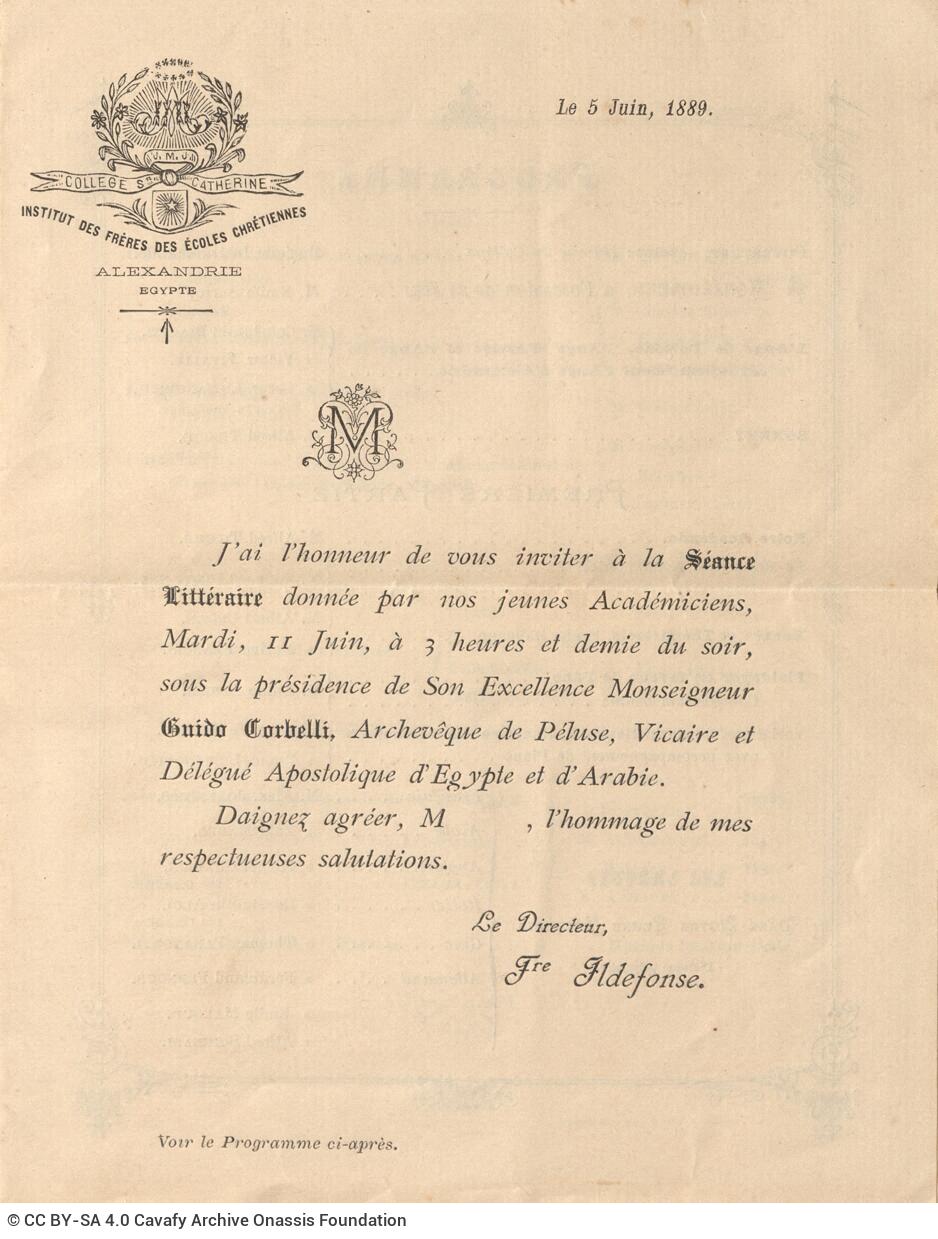 Le 5 Juin, 1889.
J. M. J.
COLLEGE Ste CATHERINE
INSTITUT DES FRÈRES DES ÉCOLES CHRÉTIENNES
ALEXANDRIE
EGYPTE
M
J'ai l'honneur de vous inviter à la Séance
Littéraire donnée par nos jeunes Académiciens,
Mardi, 11 Juin, à 3 heures et demie du soir,
sous la présidence de Son Excellence Monseigneur
Guido Corbelli, Archevêque de Péluse, Vicaire et
Délégué Apostolique d'Egypte et d'Arabie.
Daignez agréer, M , l'hommage de mes
respectueuses salutations.
Le Directeur,
Fre Ildefonse.
Voir le Programme ci-après.
© CC BY-SA 4.0 Cavafy Archive Onassis Foundation